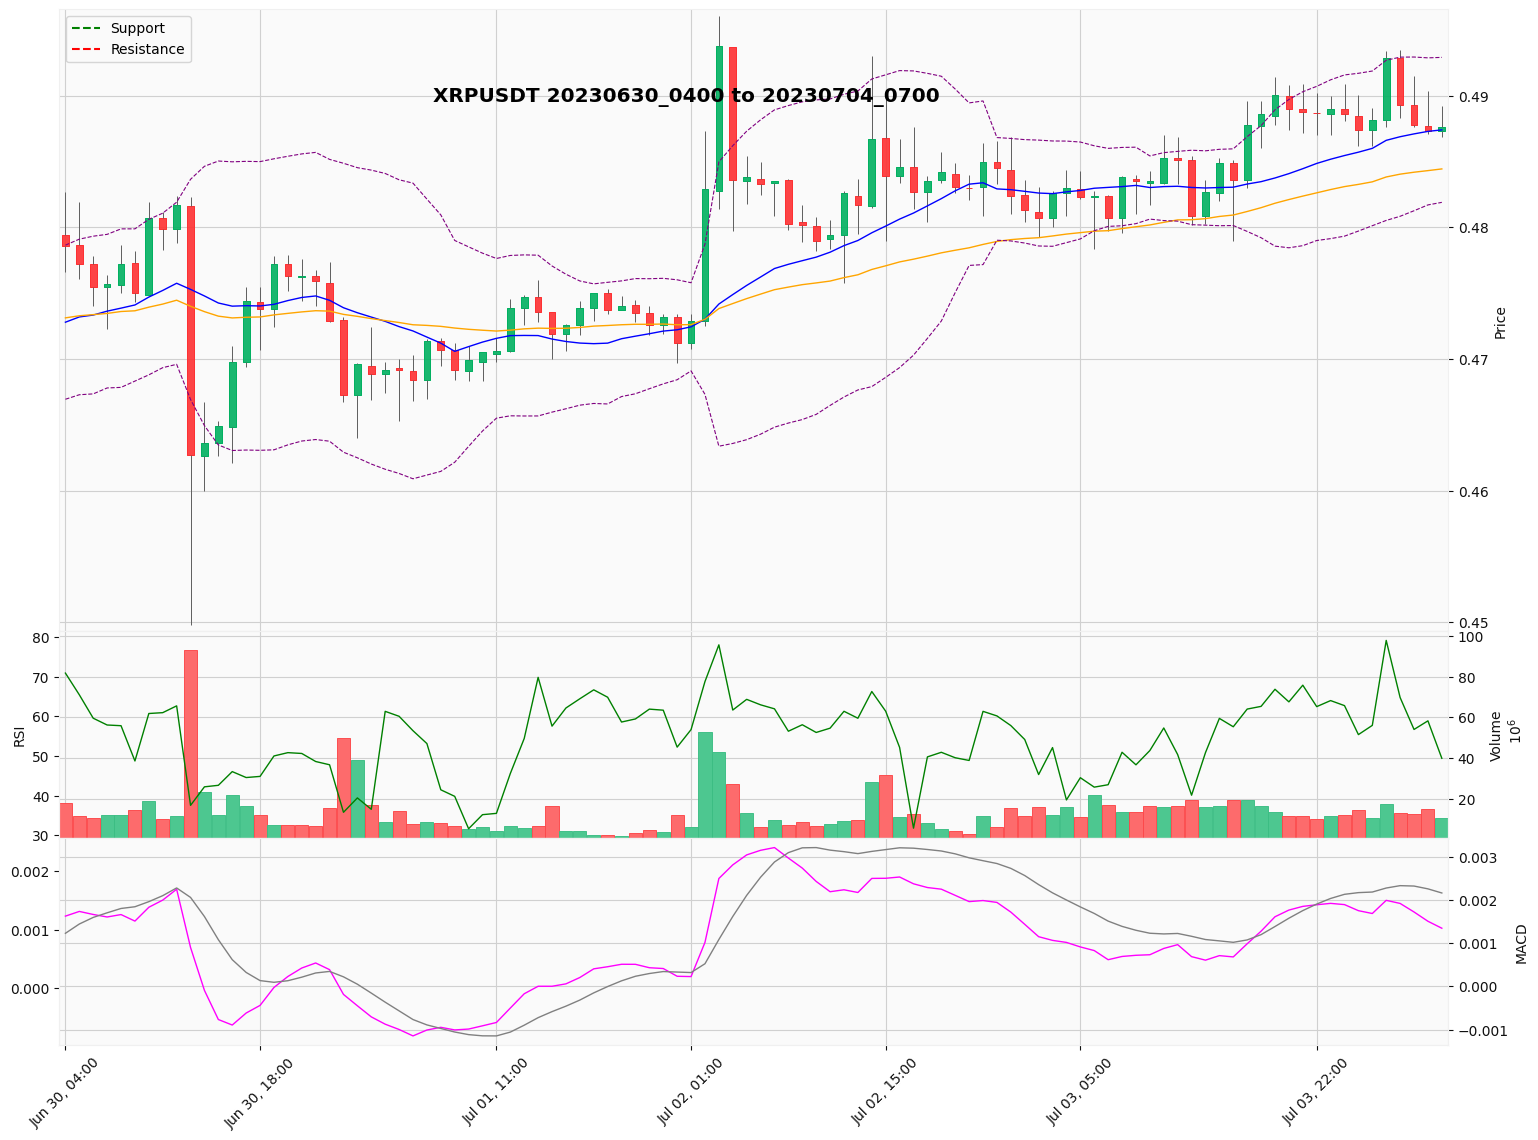 Support
Resistance
XRPUSDT 20230630_0400 to 20230704_0700
0.49
0.48
0.47
0.46
0.45
Price
80
70
60
50
40
30
RSI
100
80
60
40
20
Volume
10^6
0.002
0.001
0.000
0.003
0.002
0.001
0.000
−0.001
MACD
Jun 30, 04:00
Jun 30, 18:00
Jul 01, 11:00
Jul 02, 01:00
Jul 02, 15:00
Jul 03, 05:00
Jul 03, 22:00